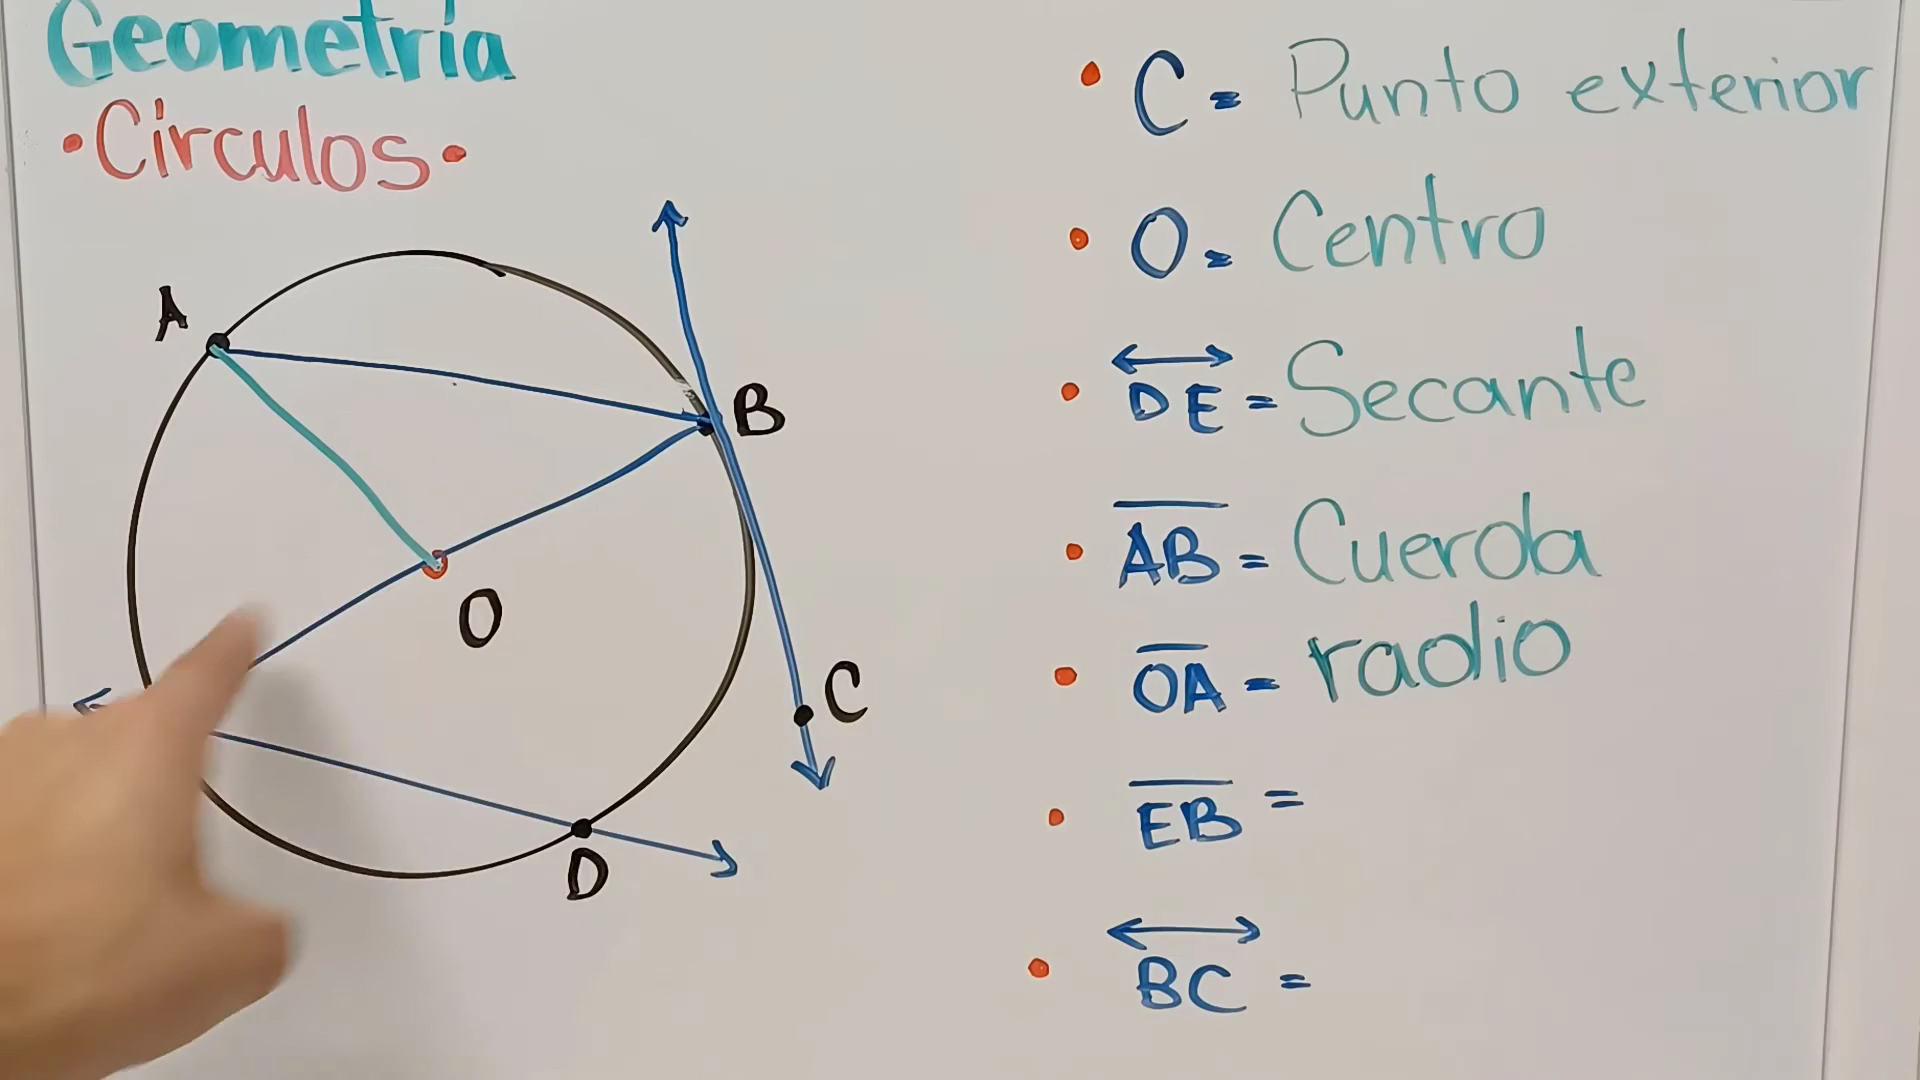 Geometría
•Círculos•
A
B
O
C
D
• C = Punto exterior
• O = Centro
• DE = Secante
• AB = Cuerda
• OA = radio
• EB =
• BC =